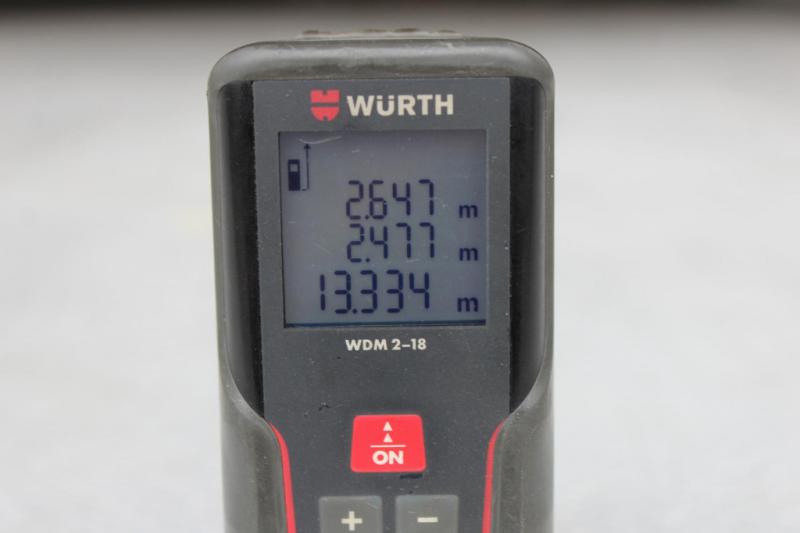 WÜRTH
2.647 m
2.477 m
13.334 m
WDM 2-18
ON
+ −